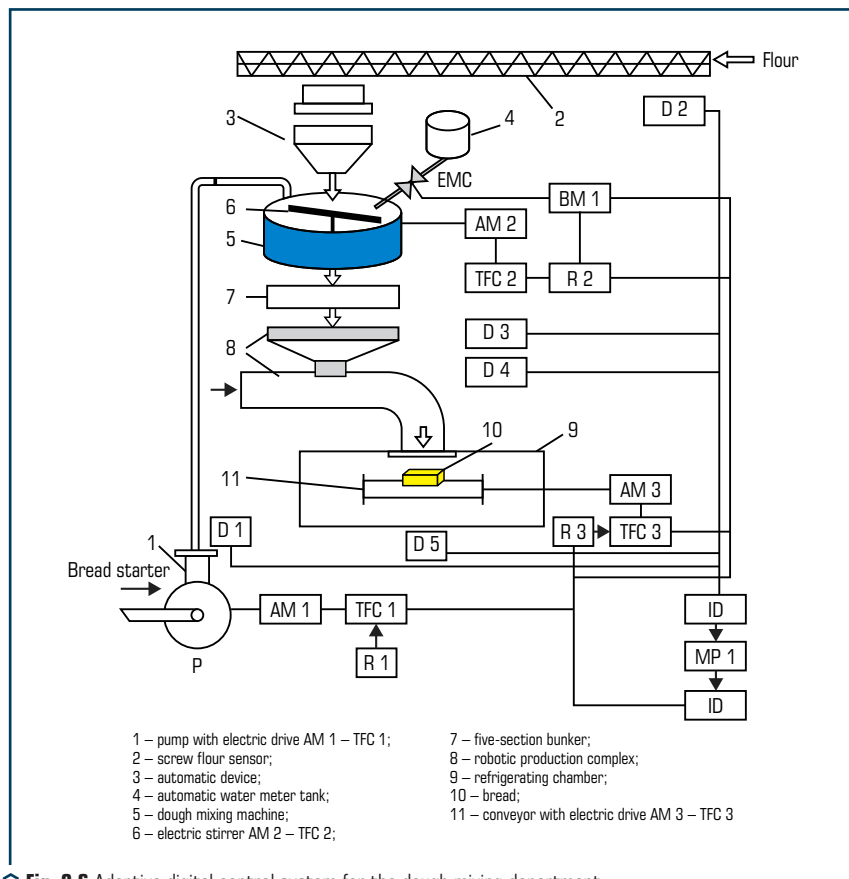 Flour
D 2
3
4
2
EMC
BM 1
6
AM 2
5
TFC 2
R 2
7
D 3
8
D 4
10
9
11
AM 3
D 1
R 3
TFC 3
D 5
1
Bread starter
ID
AM 1
TFC 1
MP 1
P
R 1
ID
1 – pump with electric drive AM 1 – TFC 1;
2 – screw flour sensor;
3 – automatic device;
4 – automatic water meter tank;
5 – dough mixing machine;
6 – electric stirrer AM 2 – TFC 2;
7 – five-section bunker;
8 – robotic production complex;
9 – refrigerating chamber;
10 – bread;
11 – conveyor with electric drive AM 3 – TFC 3
Fig. 2.6 Adaptive digital control system for the dough mixing department